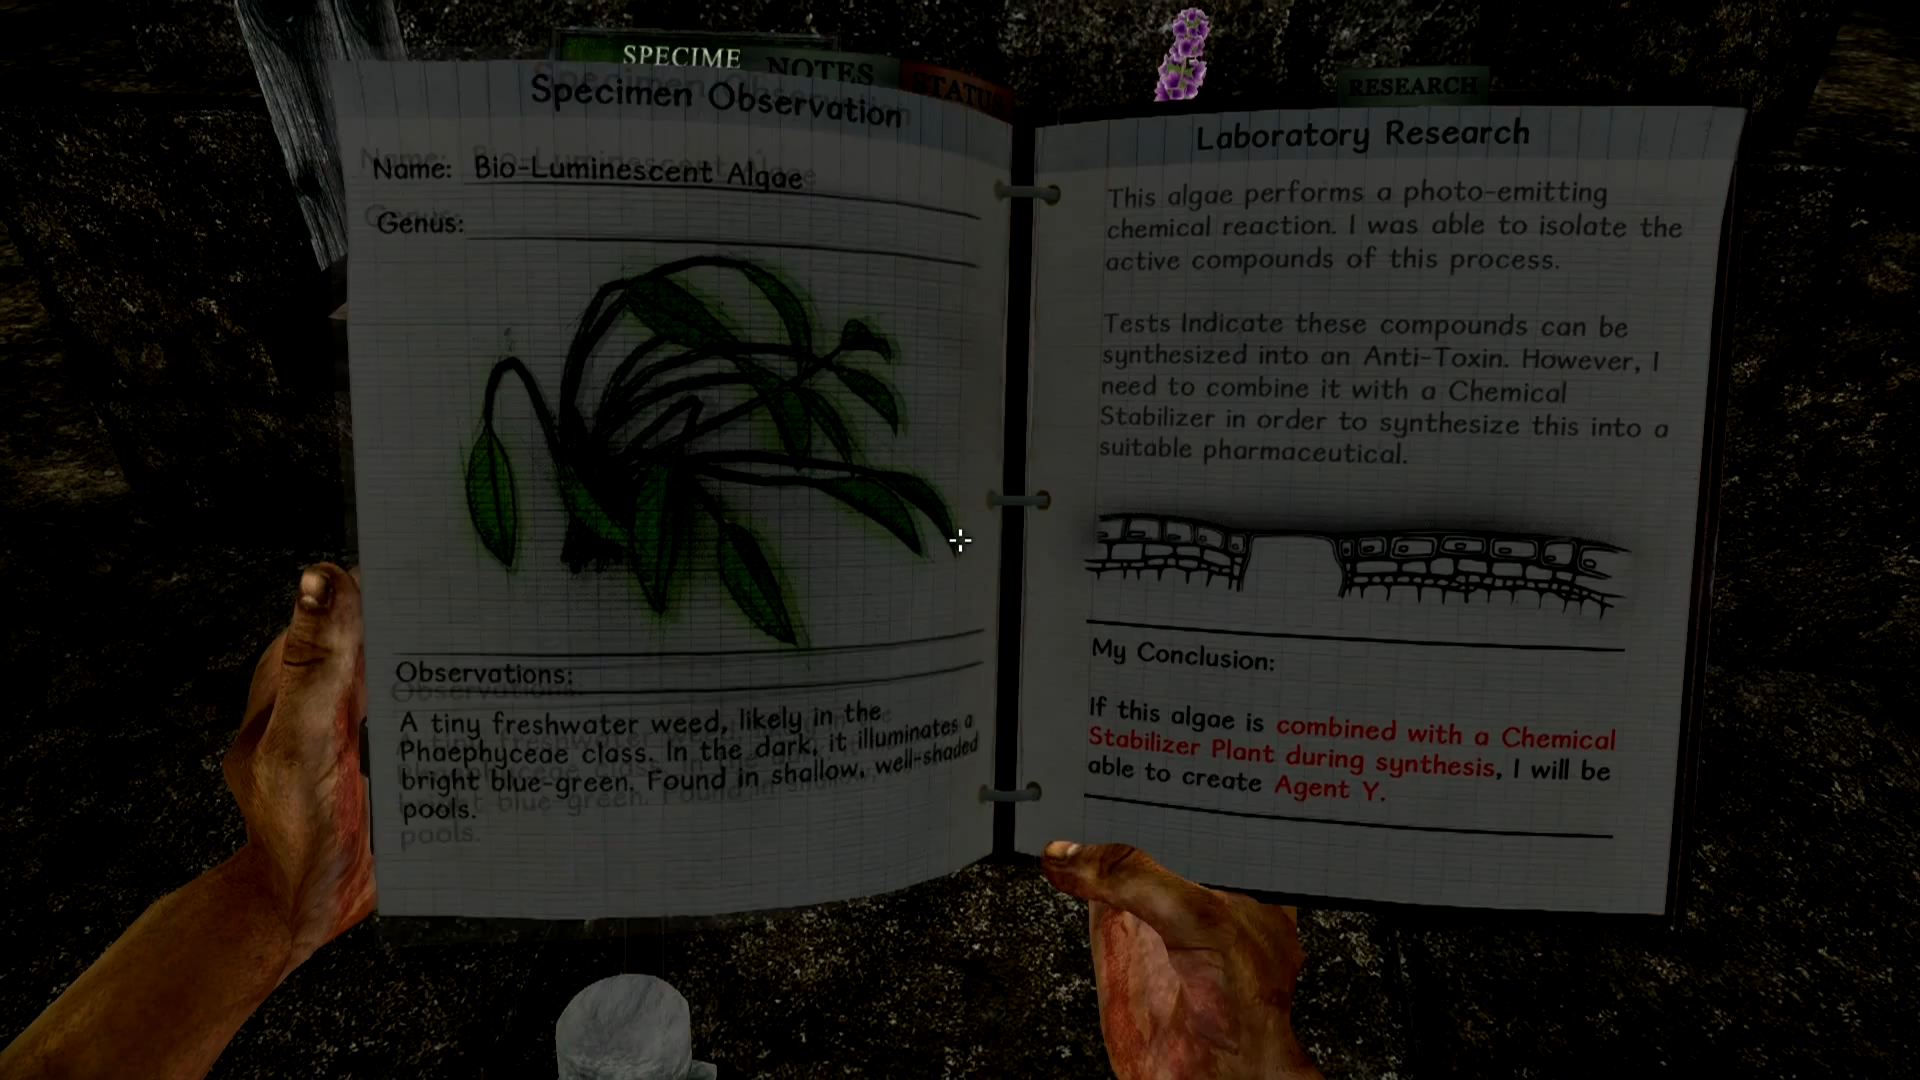 SPECIME
NOTES
STATUS
RESEARCH
Specimen Observation
Name: Bio-Luminescent Algae
Genus:
Observations:
A tiny freshwater weed, likely in the
Phaephyceae class. In the dark, it illuminates a
bright blue-green. Found in shallow, well-shaded
pools.
Laboratory Research
This algae performs a photo-emitting
chemical reaction. I was able to isolate the
active compounds of this process.
Tests Indicate these compounds can be
synthesized into an Anti-Toxin. However, I
need to combine it with a Chemical
Stabilizer in order to synthesize this into a
suitable pharmaceutical.
My Conclusion:
If this algae is combined with a Chemical
Stabilizer Plant during synthesis, I will be
able to create Agent Y.